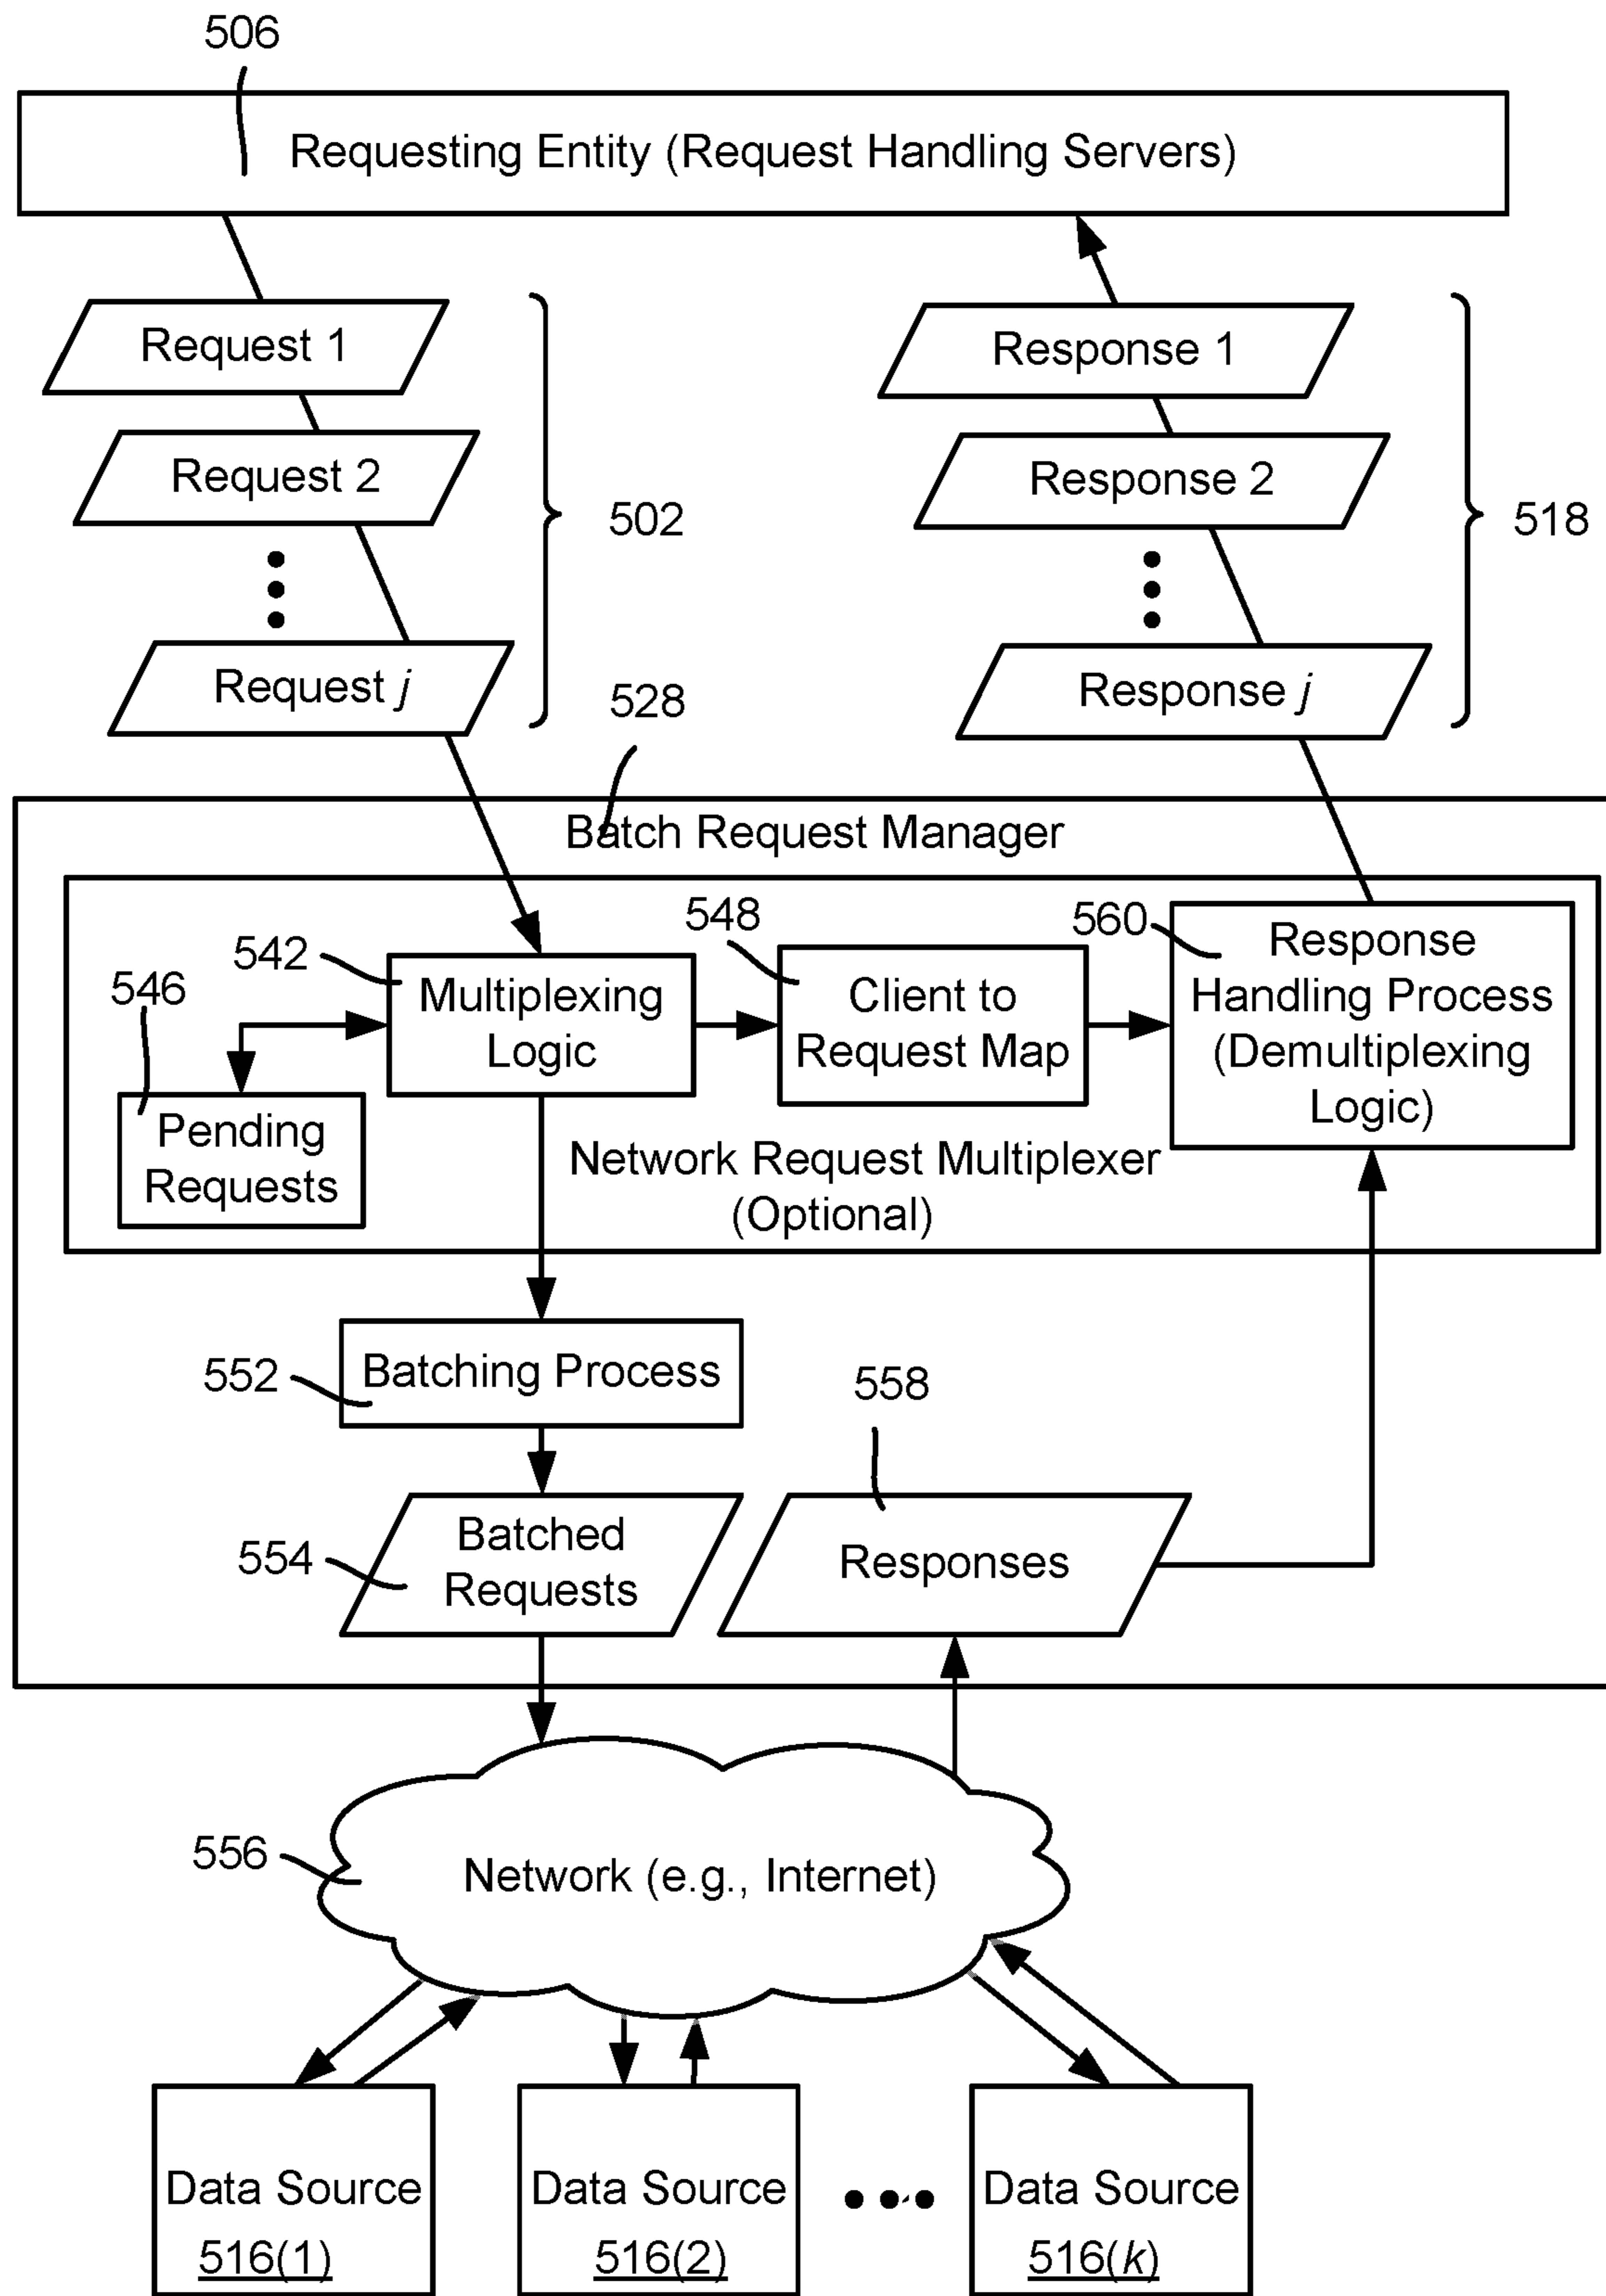 506
Requesting Entity (Request Handling Servers)
Request 1
Request 2
Request j
502
Response 1
Response 2
Response j
518
528
Batch Request Manager
542
546
Multiplexing
Logic
548
Client to
Request Map
560
Response
Handling Process
(Demultiplexing
Logic)
Pending
Requests
Network Request Multiplexer
(Optional)
552
Batching Process
558
554
Batched
Requests
Responses
556
Network (e.g., Internet)
Data Source
516(1)
Data Source
516(2)
Data Source
516(k)